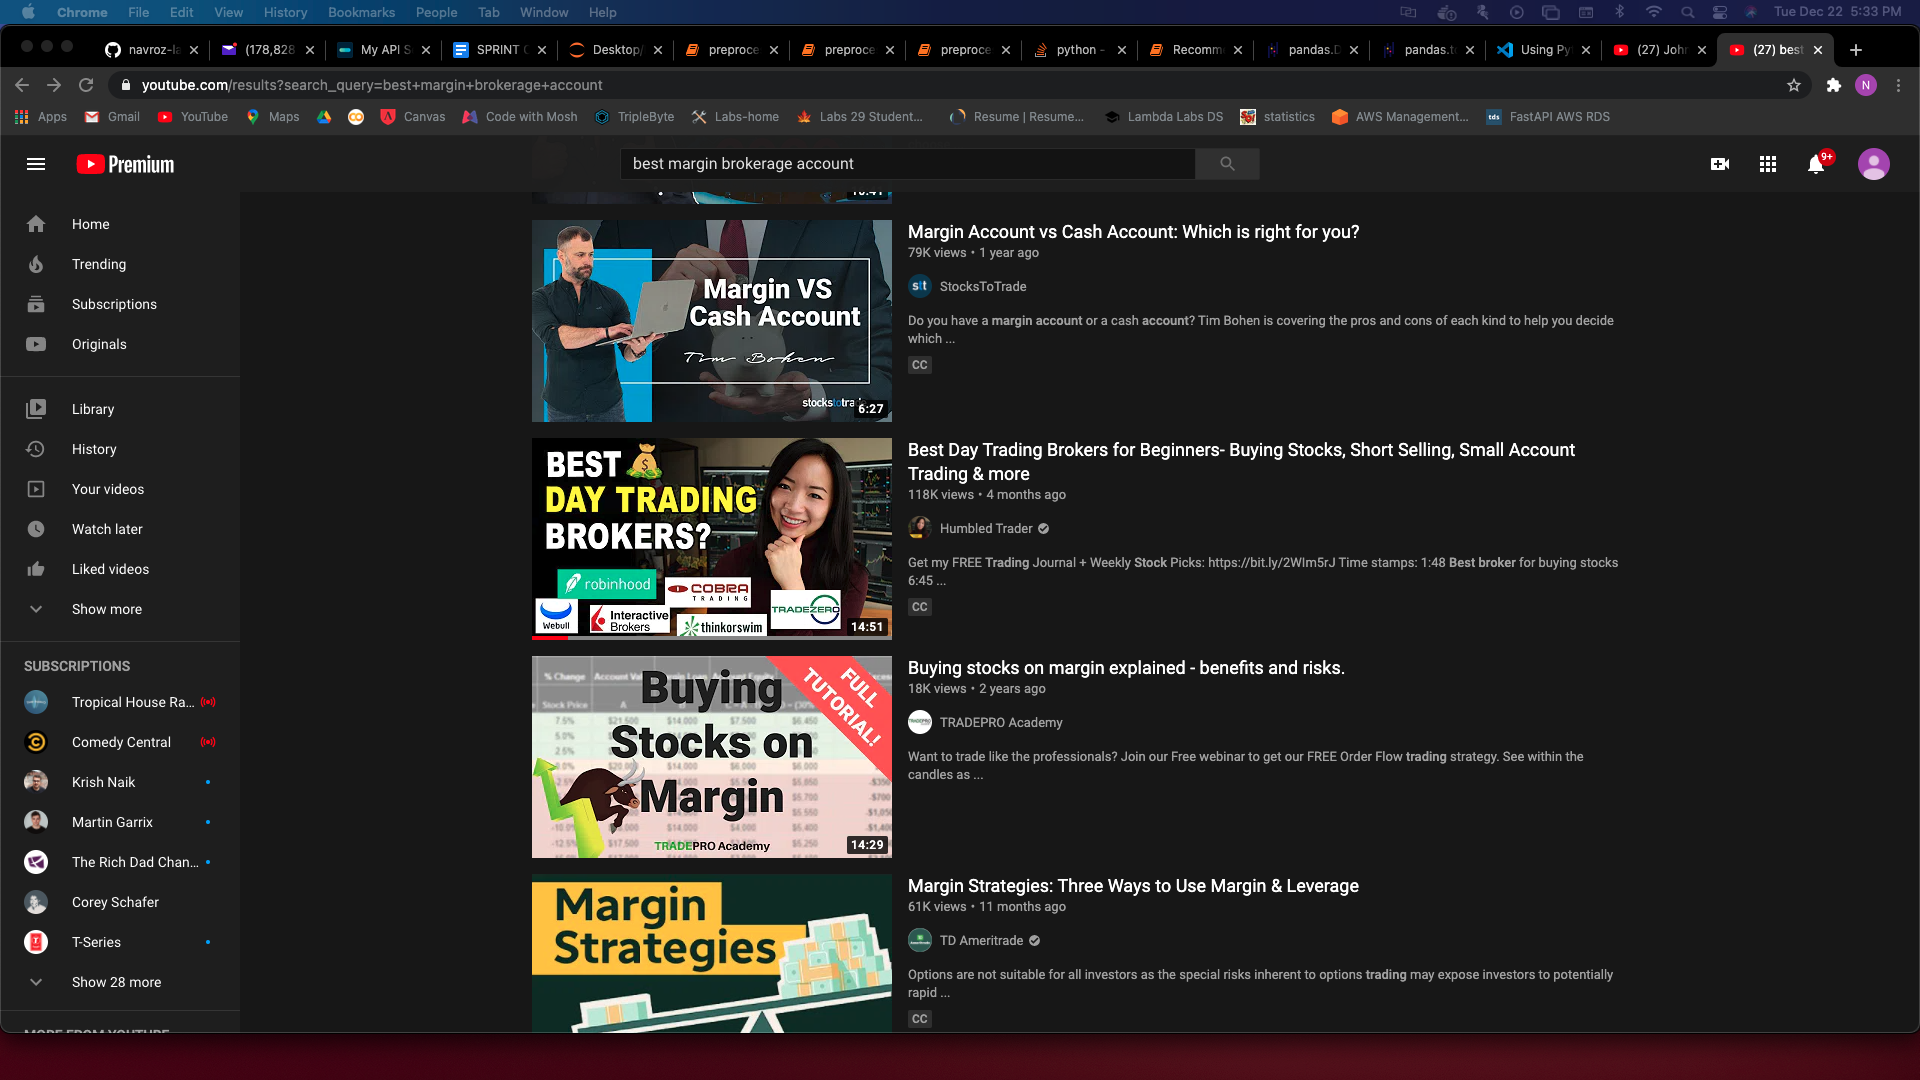 Chrome File Edit View History Bookmarks People Tab Window Help
Tue Dec 22 5:33 PM
navroz-la
(178,828
My API S
SPRINT
Desktop/
preproce
preproce
preproce
python -
Recomm
pandas.D
pandas.to
Using Py
(27) John
(27) best
youtube.com/results?search_query=best+margin+brokerage+account
N
Apps
Gmail
YouTube
Maps
Canvas
Code with Mosh
TripleByte
Labs-home
Labs 29 Student...
Resume | Resume...
Lambda Labs DS
statistics
AWS Management...
tds
FastAPI AWS RDS
Premium
best margin brokerage account
9+
Home
Trending
Subscriptions
Originals
Library
History
Your videos
Watch later
Liked videos
Show more
SUBSCRIPTIONS
Tropical House Ra...
Comedy Central
Krish Naik
Martin Garrix
The Rich Dad Chan...
Corey Schafer
T-Series
Show 28 more
MORE FROM YOUTUBE
10:41
Margin VS
Cash Account
Tim Bohen
6:27
Margin Account vs Cash Account: Which is right for you?
79K views • 1 year ago
stt
StocksToTrade
Do you have a margin account or a cash account? Tim Bohen is covering the pros and cons of each kind to help you decide
which ...
CC
BEST
DAY TRADING
BROKERS?
robinhood
COBRA
TRADING
Webull
Interactive
Brokers
thinkorswim
TRADEZERO
14:51
Best Day Trading Brokers for Beginners- Buying Stocks, Short Selling, Small Account
Trading & more
118K views • 4 months ago
Humbled Trader
Get my FREE Trading Journal + Weekly Stock Picks: https://bit.ly/2WIm5rJ Time stamps: 1:48 Best broker for buying stocks
6:45 ...
CC
% Change
Stock Price
Buying
Stocks on
Margin
FULL
TUTORIAL!
TRADEPRO Academy
14:29
Buying stocks on margin explained - benefits and risks.
18K views • 2 years ago
TRADEPRO Academy
Want to trade like the professionals? Join our Free webinar to get our FREE Order Flow trading strategy. See within the
candles as ...
Margin
Strategies
Margin Strategies: Three Ways to Use Margin & Leverage
61K views • 11 months ago
TD Ameritrade
Options are not suitable for all investors as the special risks inherent to options trading may expose investors to potentially
rapid ...
CC